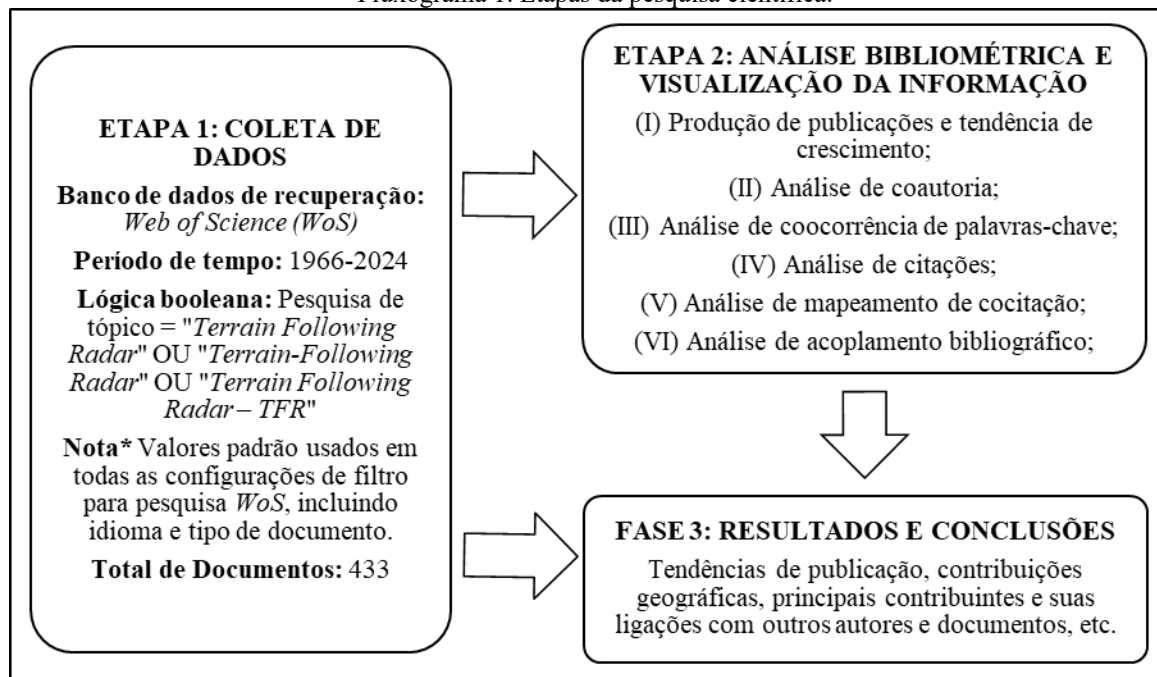 Fluxograma 1: Etapas da pesquisa científica.
ETAPA 1: COLETA DE
DADOS
Banco de dados de recuperação:
Web of Science (WoS)
Período de tempo: 1966-2024
Lógica booleana: Pesquisa de
tópico = "Terrain Following
Radar" OU "Terrain-Following
Radar" OU "Terrain Following
Radar – TFR"
Nota* Valores padrão usados em
todas as configurações de filtro
para pesquisa WoS, incluindo
idioma e tipo de documento.
Total de Documentos: 433
ETAPA 2: ANÁLISE BIBLIOMÉTRICA E
VISUALIZAÇÃO DA INFORMAÇÃO
(I) Produção de publicações e tendência de
crescimento;
(II) Análise de coautoria;
(III) Análise de coocorrência de palavras-chave;
(IV) Análise de citações;
(V) Análise de mapeamento de cocitação;
(VI) Análise de acoplamento bibliográfico;
FASE 3: RESULTADOS E CONCLUSÕES
Tendências de publicação, contribuições
geográficas, principais contribuintes e suas
ligações com outros autores e documentos, etc.